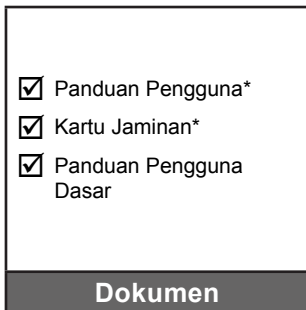 Panduan Pengguna*
Kartu Jaminan*
Panduan Pengguna
Dasar
Dokumen